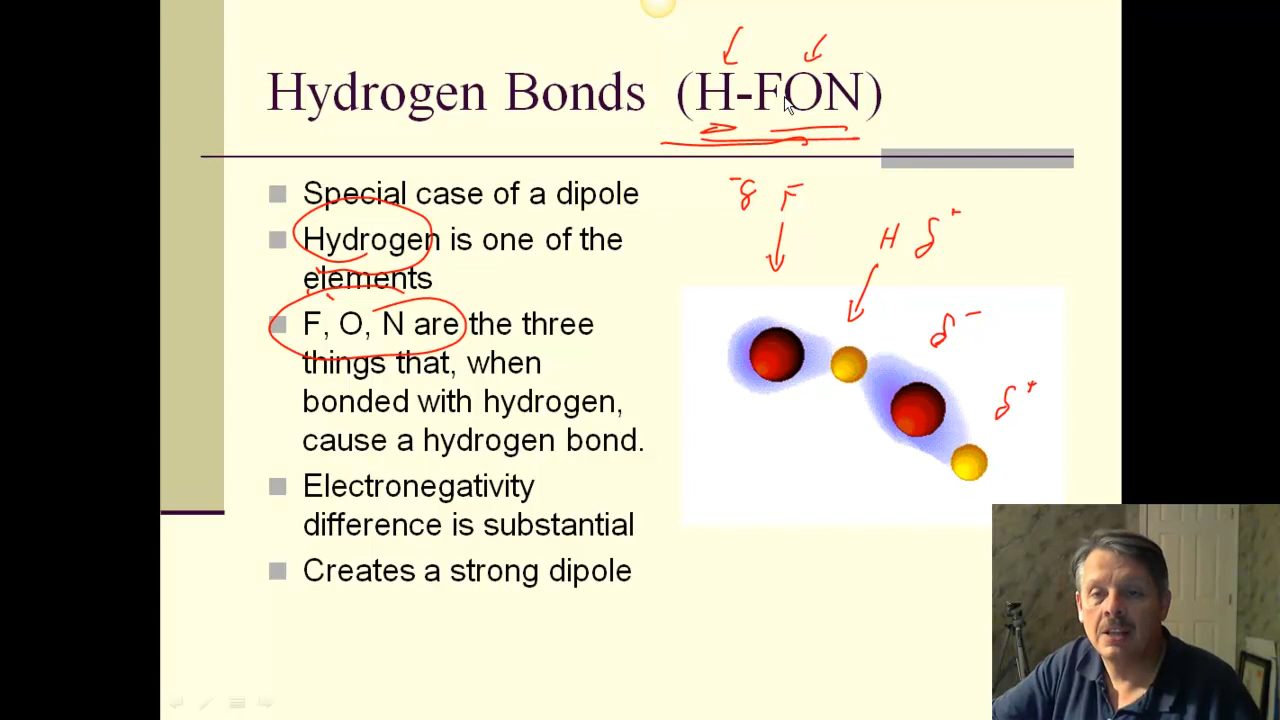 Hydrogen Bonds (H-FON)
Special case of a dipole
Hydrogen is one of the
elements
F, O, N are the three
things that, when
bonded with hydrogen,
cause a hydrogen bond.
Electronegativity
difference is substantial
Creates a strong dipole
-δ F
H δ+
δ-
δ+